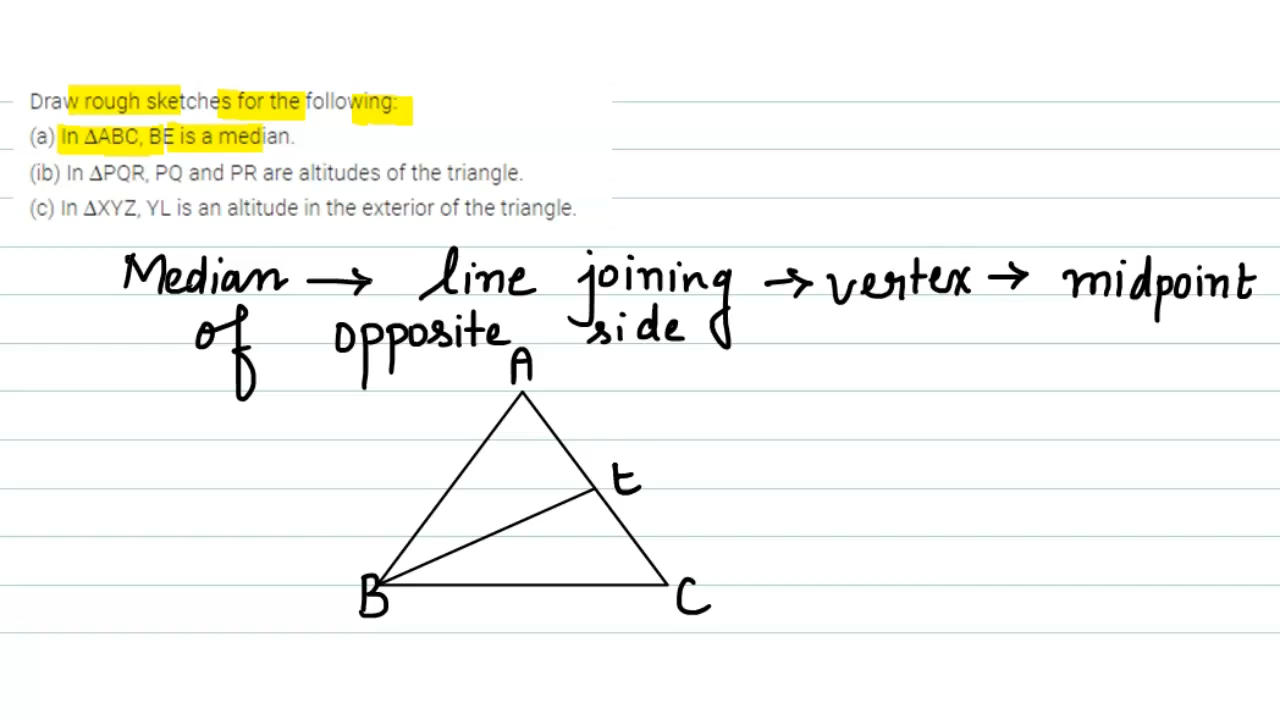 Draw rough sketches for the following:
(a) In ΔABC, BE is a median.
(ib) In ΔPQR, PQ and PR are altitudes of the triangle.
(c) In ΔXYZ, YL is an altitude in the exterior of the triangle.
Median → line joining → vertex → midpoint
of opposite side
A
E
B
C